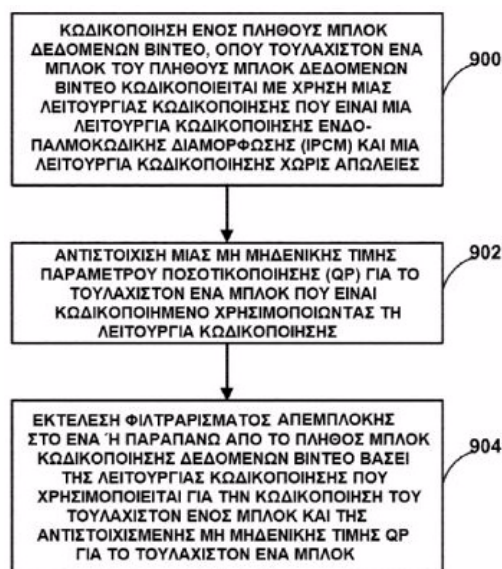 ΚΩΔΙΚΟΠΟΙΗΣΗ ΕΝΟΣ ΠΛΗΘΟΥΣ ΜΠΛΟΚ
ΔΕΔΟΜΕΝΩΝ ΒΙΝΤΕΟ, ΟΠΟΥ ΤΟΥΛΑΧΙΣΤΟΝ ΕΝΑ
ΜΠΛΟΚ ΤΟΥ ΠΛΗΘΟΥΣ ΜΠΛΟΚ ΔΕΔΟΜΕΝΩΝ
ΒΙΝΤΕΟ ΚΩΔΙΚΟΠΟΙΕΙΤΑΙ ΜΕ ΧΡΗΣΗ ΜΙΑΣ
ΛΕΙΤΟΥΡΓΙΑΣ ΚΩΔΙΚΟΠΟΙΗΣΗΣ ΠΟΥ ΕΙΝΑΙ ΜΙΑ
ΛΕΙΤΟΥΡΓΙΑ ΚΩΔΙΚΟΠΟΙΗΣΗΣ ΕΝΔΟ-
ΠΑΛΜΟΚΩΔΙΚΗΣ ΔΙΑΜΟΡΦΩΣΗΣ (IPCM) ΚΑΙ ΜΙΑ
ΛΕΙΤΟΥΡΓΙΑ ΚΩΔΙΚΟΠΟΙΗΣΗΣ ΧΩΡΙΣ ΑΠΩΛΕΙΕΣ
900
ΑΝΤΙΣΤΟΙΧΙΣΗ ΜΙΑΣ ΜΗ ΜΗΔΕΝΙΚΗΣ ΤΙΜΗΣ
ΠΑΡΑΜΕΤΡΟΥ ΠΟΣΟΤΙΚΟΠΟΙΗΣΗΣ (QP) ΓΙΑ ΤΟ
ΤΟΥΛΑΧΙΣΤΟΝ ΕΝΑ ΜΠΛΟΚ ΠΟΥ ΕΙΝΑΙ
ΚΩΔΙΚΟΠΟΙΗΜΕΝΟ ΧΡΗΣΙΜΟΠΟΙΩΝΤΑΣ ΤΗ
ΛΕΙΤΟΥΡΓΙΑ ΚΩΔΙΚΟΠΟΙΗΣΗΣ
902
ΕΚΤΕΛΕΣΗ ΦΙΛΤΡΑΡΙΣΜΑΤΟΣ ΑΠΕΜΠΛΟΚΗΣ
ΣΤΟ ΕΝΑ Ή ΠΑΡΑΠΑΝΩ ΑΠΟ ΤΟ ΠΛΗΘΟΣ ΜΠΛΟΚ
ΚΩΔΙΚΟΠΟΙΗΣΗΣ ΔΕΔΟΜΕΝΩΝ ΒΙΝΤΕΟ ΒΑΣΕΙ
ΤΗΣ ΛΕΙΤΟΥΡΓΙΑΣ ΚΩΔΙΚΟΠΟΙΗΣΗΣ ΠΟΥ
ΧΡΗΣΙΜΟΠΟΙΕΙΤΑΙ ΓΙΑ ΤΗΝ ΚΩΔΙΚΟΠΟΙΗΣΗ ΤΟΥ
ΤΟΥΛΑΧΙΣΤΟΝ ΕΝΟΣ ΜΠΛΟΚ ΚΑΙ ΤΗΣ
ΑΝΤΙΣΤΟΙΧΙΣΜΕΝΗΣ ΜΗ ΜΗΔΕΝΙΚΗΣ ΤΙΜΗΣ QP
ΓΙΑ ΤΟ ΤΟΥΛΑΧΙΣΤΟΝ ΕΝΑ ΜΠΛΟΚ
904